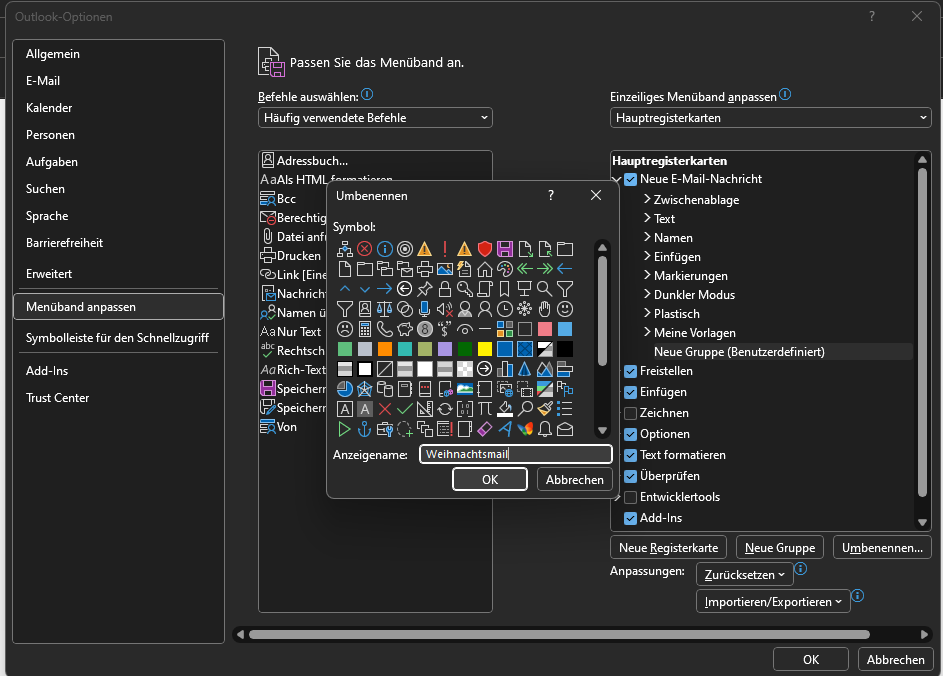 Outlook-Optionen
?
Allgemein
E-Mail
Kalender
Personen
Aufgaben
Suchen
Sprache
Barrierefreiheit
Erweitert
Menüband anpassen
Symbolleiste für den Schnellzugriff
Add-Ins
Trust Center
Passen Sie das Menüband an.
Befehle auswählen:
Häufig verwendete Befehle
Adressbuch...
Als HTML formatieren
Bcc
Berechtig
Datei anf
Drucken
Link [Eine
Nachricht
Namen ü
Nur Text
Rechtsch
Rich-Text
Speichern
Speichern
Von
Umbenennen
?
Symbol:
Anzeigename:
Weihnachtsmail
OK
Abbrechen
Einzeiliges Menüband anpassen
Hauptregisterkarten
Hauptregisterkarten
Neue E-Mail-Nachricht
Zwischenablage
Text
Namen
Einfügen
Markierungen
Dunkler Modus
Plastisch
Meine Vorlagen
Neue Gruppe (Benutzerdefiniert)
Freistellen
Einfügen
Zeichnen
Optionen
Text formatieren
Überprüfen
Entwicklertools
Add-Ins
Neue Registerkarte
Neue Gruppe
Umbenennen...
Anpassungen:
Zurücksetzen
Importieren/Exportieren
OK
Abbrechen